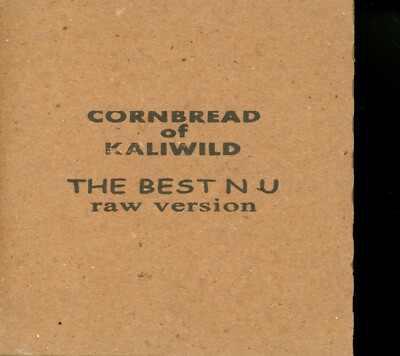 CORNBREAD
of
KALIWILD
THE BEST N U
raw version